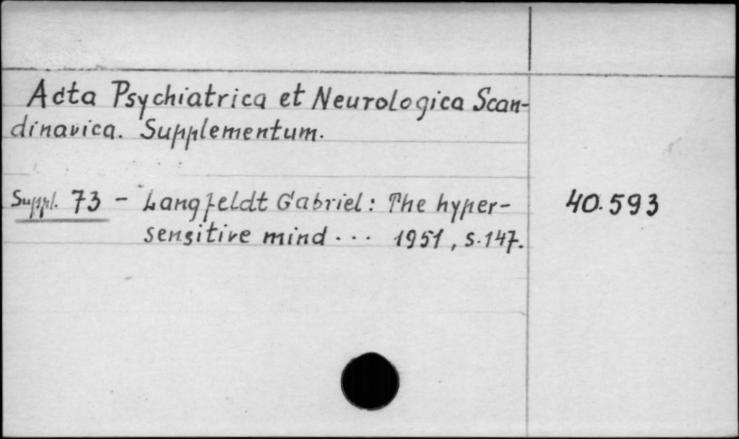 Acta Psychiatrica et Neurologica Scan-
dinavica. Supplementum.
Suppl. 73 - Langfeldt Gabriel: The hyper- 40.593
sensitive mind ... 1951, s.147.